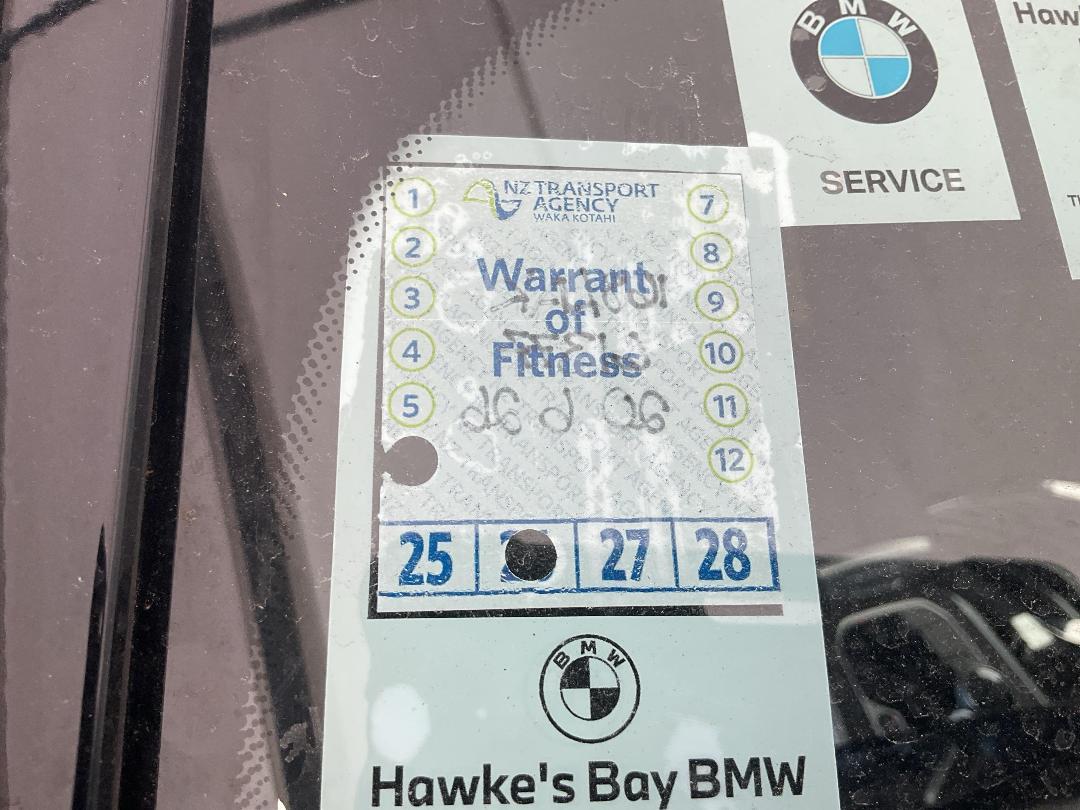 BMW
SERVICE
Haw
1
2
3
4
5
NZ TRANSPORT
AGENCY
WAKA KOTAHI
Warrant
of
Fitness
7
8
9
10
11
12
25
27
28
BMW
Hawke's Bay BMW